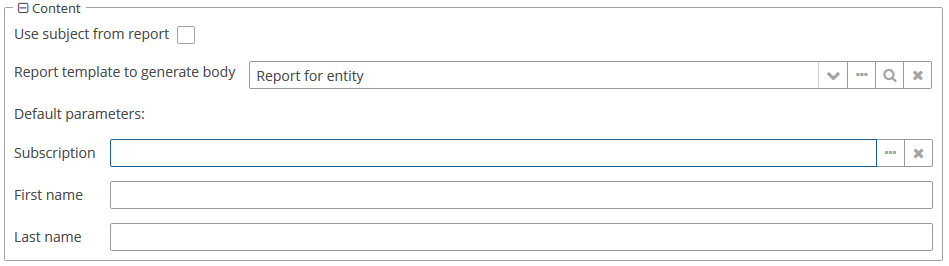 Content
Use subject from report
Report template to generate body Report for entity
Default parameters:
Subscription
First name
Last name